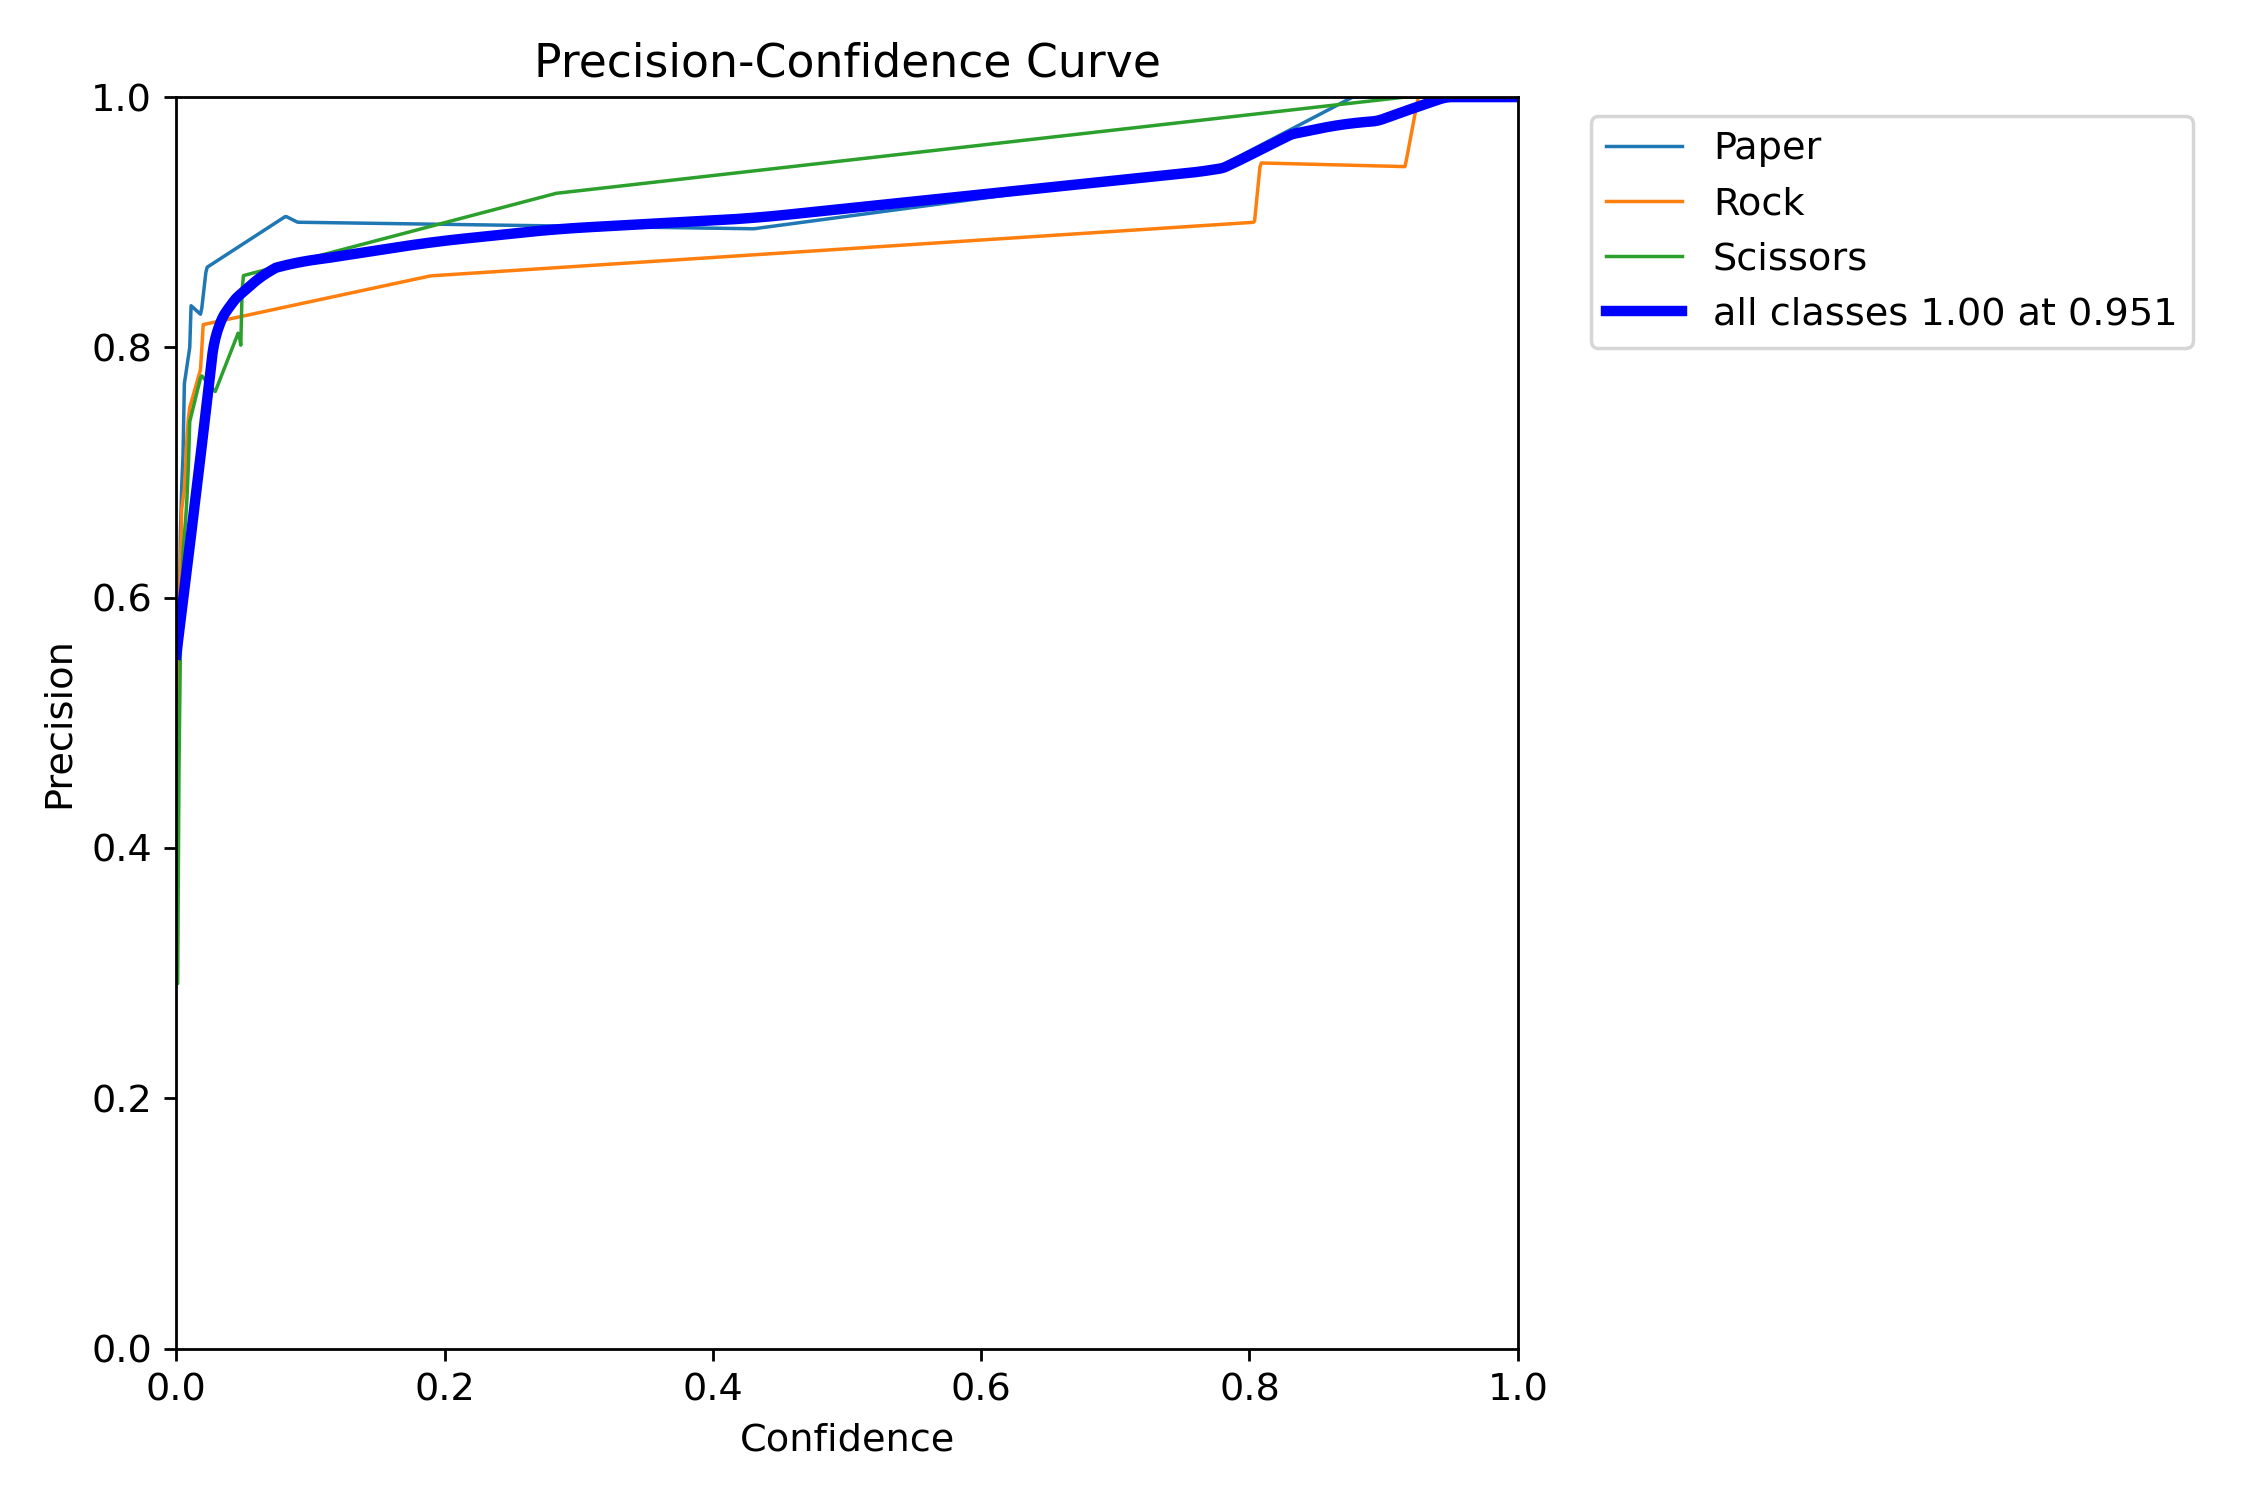 Precision-Confidence Curve
1.0
0.8
0.6
0.4
0.2
0.0
Precision
0.0 0.2 0.4 0.6 0.8 1.0
Confidence
Paper
Rock
Scissors
all classes 1.00 at 0.951